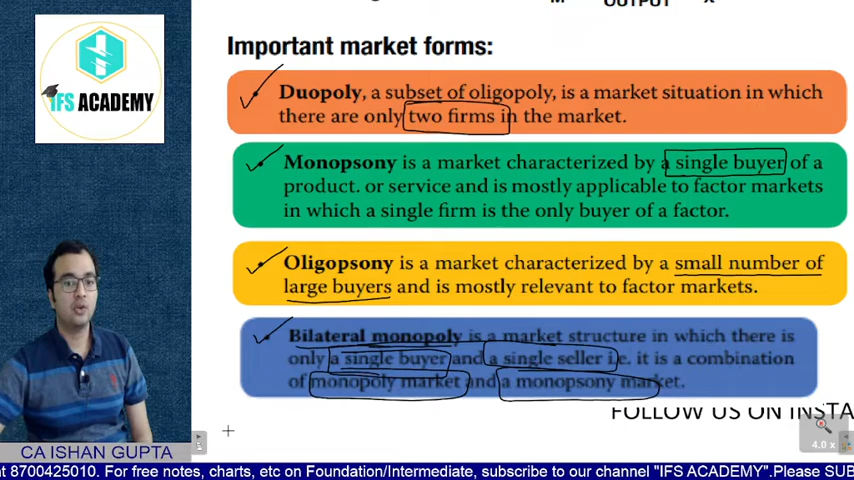 M OUTPUT X
Important market forms:
IFS ACADEMY
Duopoly, a subset of oligopoly, is a market situation in which
there are only two firms in the market.
Monopsony is a market characterized by a single buyer of a
product. or service and is mostly applicable to factor markets
in which a single firm is the only buyer of a factor.
Oligopsony is a market characterized by a small number of
large buyers and is mostly relevant to factor markets.
Bilateral monopoly is a market structure in which there is
only a single buyer and a single seller i.e. it is a combination
of monopoly market and a monopsony market.
FOLLOW US ON INSTA
4.0 x
CA ISHAN GUPTA
nt 8700425010. For free notes, charts, etc on Foundation/Intermediate, subscribe to our channel "IFS ACADEMY".Please SUB